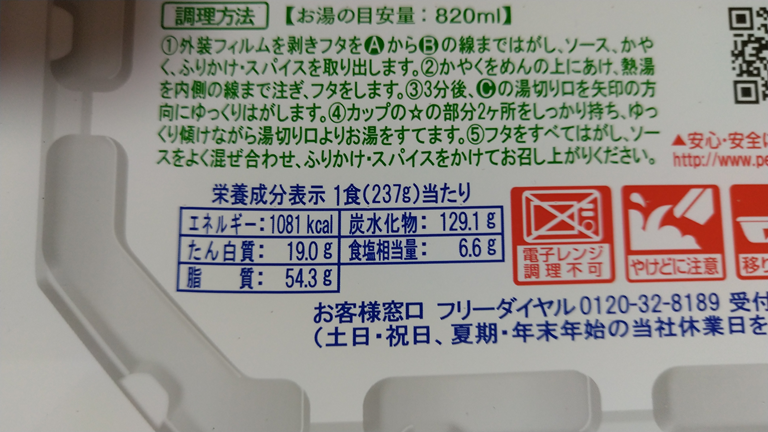 調理方法 【お湯の目安量：820ml】
①外装フィルムを剥きフタをⒶからⒷの線まではがし、ソース、かや
く、ふりかけ・スパイスを取り出します。②かやくをめんの上にあけ、熱湯
を内側の線まで注ぎ、フタをします。③3分後、Ⓒの湯切り口を矢印の方
向にゆっくりはがします。④カップの☆の部分2ヶ所をしっかり持ち、ゆっ
くり傾けながら湯切り口よりお湯をすてます。⑤フタをすべてはがし、ソー
スをよく混ぜ合わせ、ふりかけ・スパイスをかけてお召し上がりください。
▲安心・安全に
http://www.pe
栄養成分表示 1食(237g)当たり
エネルギー：1081 kcal 炭水化物：129.1 g
たん白質： 19.0 g 食塩相当量： 6.6 g
脂 質： 54.3 g
電子レンジ
調理不可
やけどに注意
移り
お客様窓口 フリーダイヤル 0120-32-8189 受付
（土日・祝日、夏期・年末年始の当社休業日を